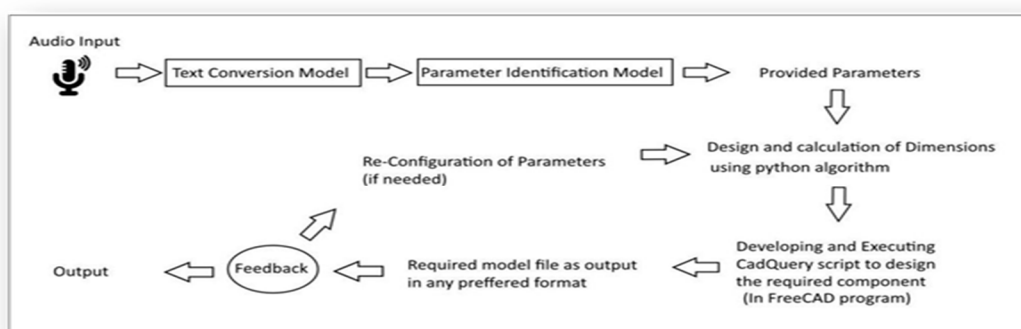 Audio Input
Text Conversion Model
Parameter Identification Model
Provided Parameters
Design and calculation of Dimensions
using python algorithm
Re-Configuration of Parameters
(if needed)
Developing and Executing
CadQuery script to design
the required component
(In FreeCAD program)
Required model file as output
in any preffered format
Feedback
Output